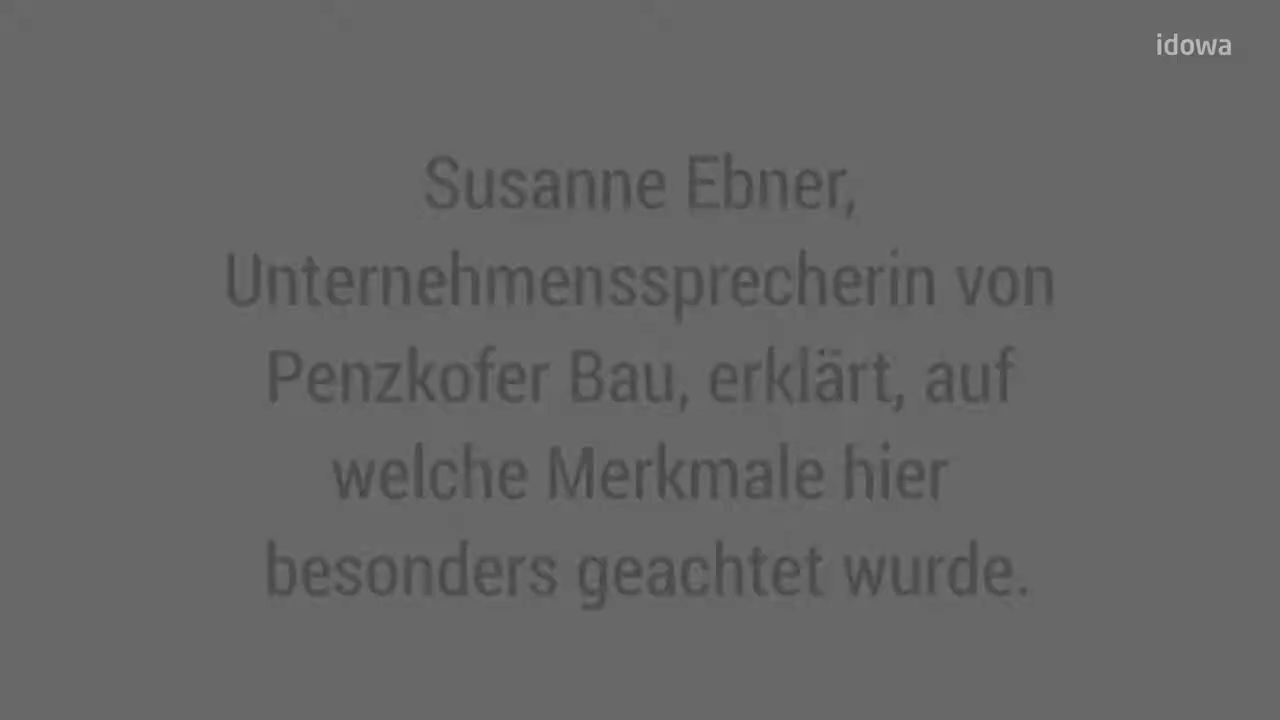 idowa
Susanne Ebner,
Unternehmenssprecherin von
Penzkofer Bau, erklärt, auf
welche Merkmale hier
besonders geachtet wurde.